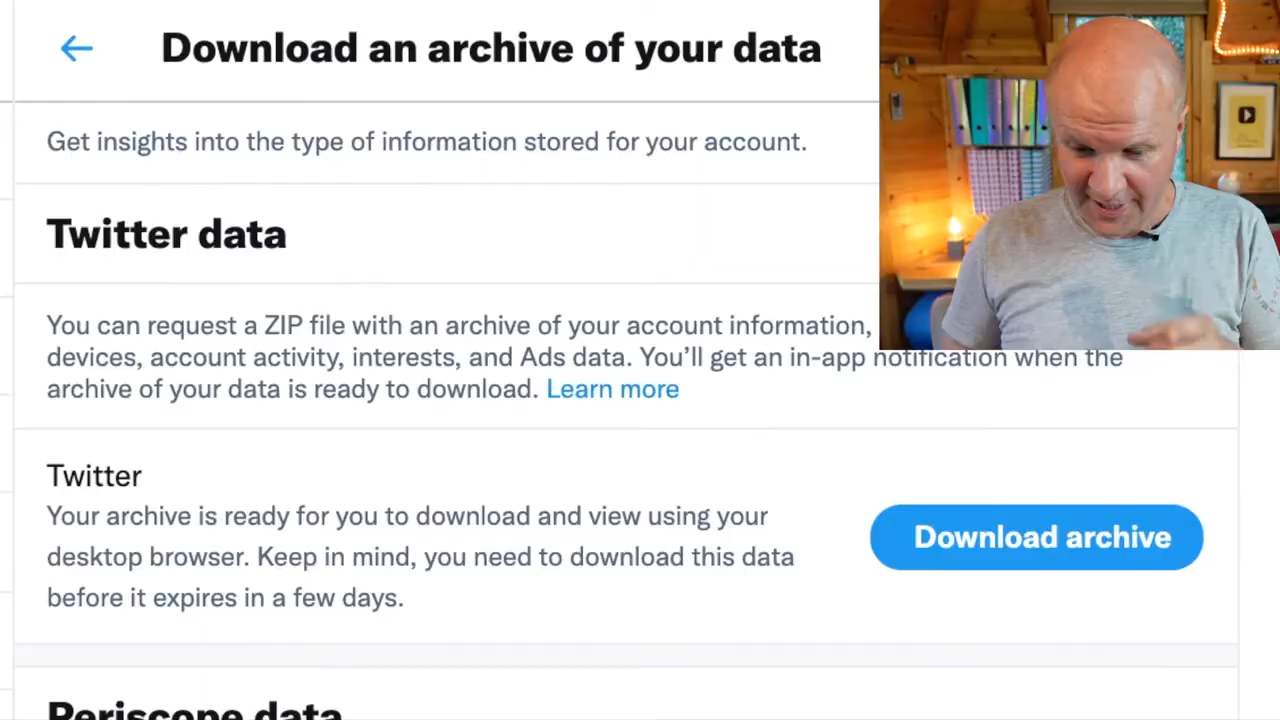 Download an archive of your data
Get insights into the type of information stored for your account.
Twitter data
You can request a ZIP file with an archive of your account information,
devices, account activity, interests, and Ads data. You’ll get an in-app notification when the
archive of your data is ready to download. Learn more
Twitter
Your archive is ready for you to download and view using your
desktop browser. Keep in mind, you need to download this data
before it expires in a few days.
Download archive
Periscope data